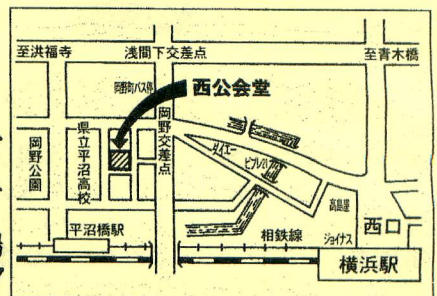 至洪福寺
浅間下交差点
至青木橋
岡野町バス停
西公会堂
岡野交差点
県立平沼高校
岡野公園
ダイエー
ビブレ21
高島屋
平沼橋駅
相鉄線
ジョイナス
西口
横浜駅